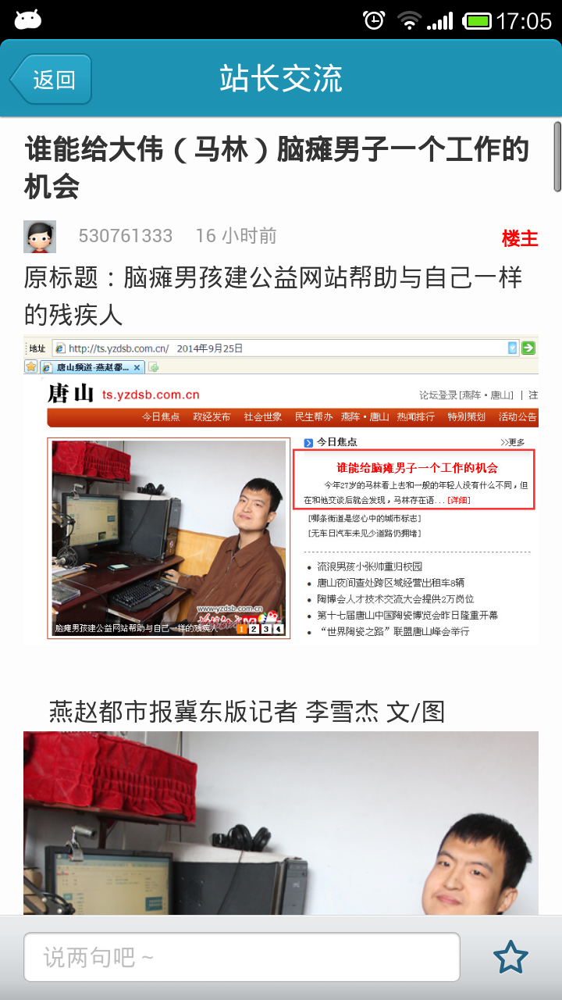 17:05
返回
站长交流
谁能给大伟（马林）脑瘫男子一个工作的
机会
530761333 16 小时前 楼主
原标题：脑瘫男孩建公益网站帮助与自己一样
的残疾人
地址 http://ts.yzdsb.com.cn/ 2014年9月25日
唐山频道-燕赵都...
唐山 ts.yzdsb.com.cn 论坛登录[燕阵·唐山] | 注
今日焦点 政经发布 社会世象 民生帮办 燕阵·唐山 热闻排行 特别策划 活动公告
今日焦点 >>更多
谁能给脑瘫男子一个工作的机会
今年27岁的马林看上去和一般的年轻人没有什么不同，但
在和他交谈后就会发现，马林存在语...[详细]
[哪条街道是您心中的城市标志]
[无车日汽车未见少道路仍拥堵]
流浪男孩小张帅重归校园
唐山夜间查处跨区域经营出租车8辆
陶博会人才技术交流大会提供2万岗位
第十七届唐山中国陶瓷博览会昨日隆重开幕
“世界陶瓷之路”联盟唐山峰会举行
www.yzdsb.com.cn
脑瘫男孩建公益网站帮助与自己一样的残疾人 1 2 3 4
燕赵都市报冀东版记者 李雪杰 文/图
说两句吧 ~